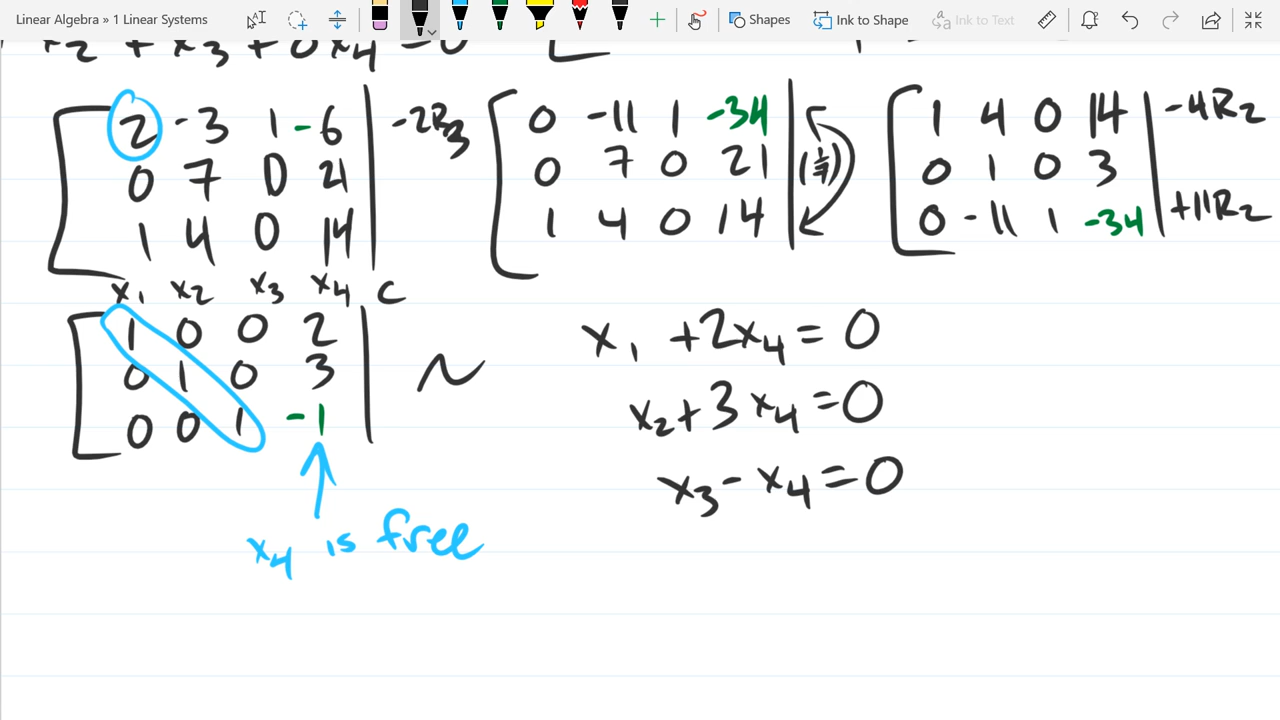 Linear Algebra » 1 Linear Systems
Shapes
Ink to Shape
Ink to Text
x2 + x3 + 0x4 = 0
2 -3 1 -6 -2R3
0 7 0 21
1 4 0 14
0 -11 1 -34
0 7 0 21 (1/7)
1 4 0 14
1 4 0 14 -4R2
0 1 0 3
0 -11 1 -34 +11R2
x1 x2 x3 x4 C
1 0 0 2
0 1 0 3
0 0 1 -1
~
x1 + 2x4 = 0
x2 + 3x4 = 0
x3 - x4 = 0
x4 is free